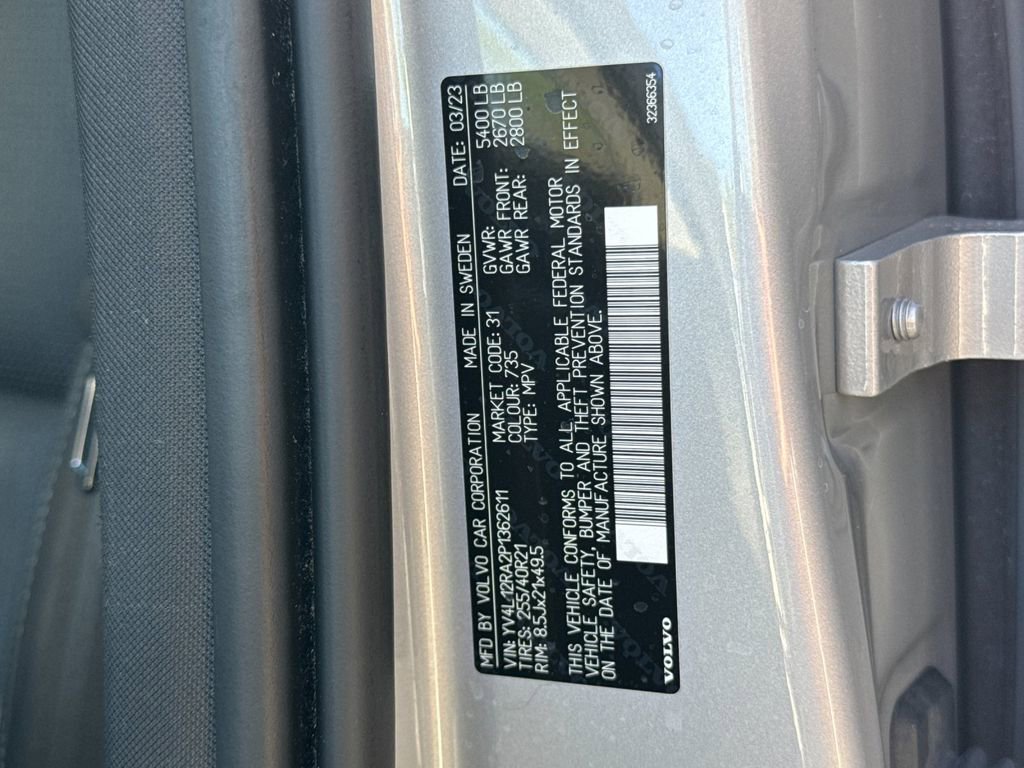 MFD BY VOLVO CAR CORPORATION MADE IN SWEDEN DATE: 03/23
VIN: YV4L12RA2P1362611 MARKET CODE: 31 GVWR: 5400 LB
TIRES: 255/40R21 COLOUR: 735 GAWR FRONT: 2670 LB
RIM: 8.5Jx21x49.5 TYPE: MPV GAWR REAR: 2800 LB
THIS VEHICLE CONFORMS TO ALL APPLICABLE FEDERAL MOTOR
VEHICLE SAFETY, BUMPER AND THEFT PREVENTION STANDARDS IN EFFECT
ON THE DATE OF MANUFACTURE SHOWN ABOVE.
VOLVO 32366354